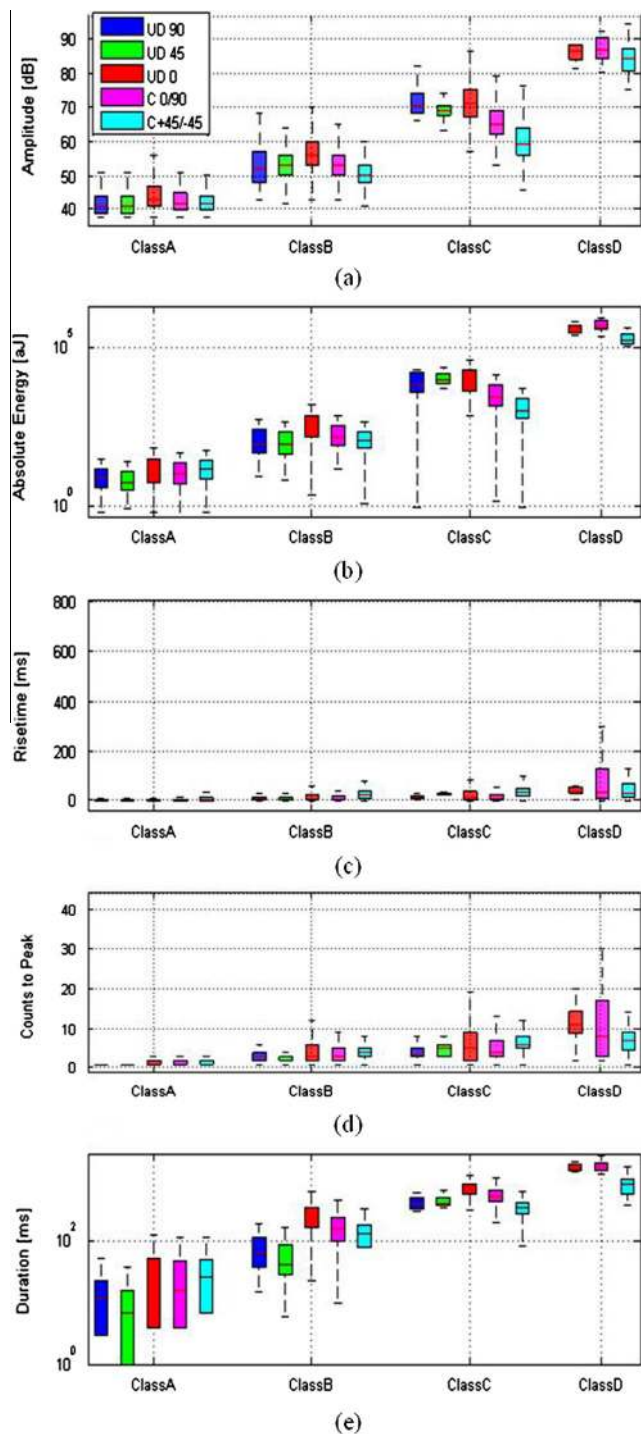 UD 90
UD 45
UD 0
C 0/90
C+45/-45
Amplitude [dB]
90
80
70
60
50
40
ClassA ClassB ClassC ClassD
(a)
Absolute Energy [aJ]
10^5
10^0
ClassA ClassB ClassC ClassD
(b)
Risetime [ms]
800
600
400
200
0
ClassA ClassB ClassC ClassD
(c)
Counts to Peak
40
30
20
10
0
ClassA ClassB ClassC ClassD
(d)
Duration [ms]
10^2
10^0
ClassA ClassB ClassC ClassD
(e)